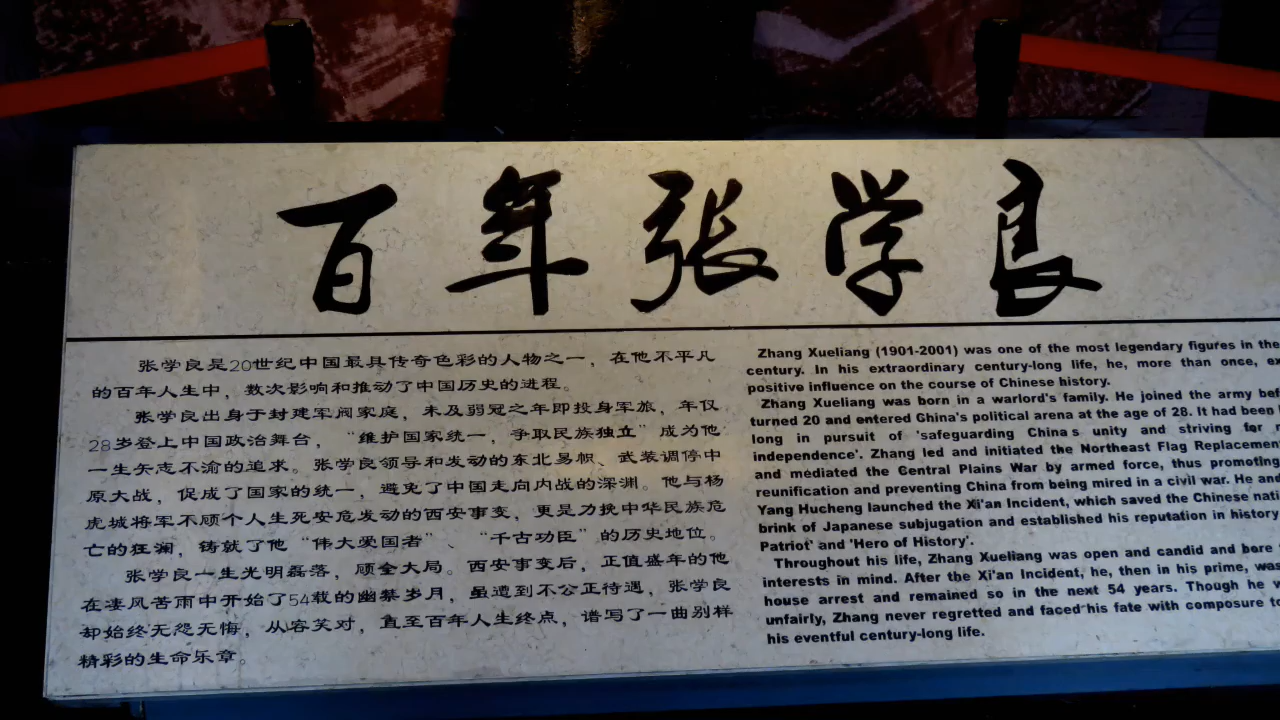 百年张学良
张学良是20世纪中国最具传奇色彩的人物之一，在他不平凡
的百年人生中，数次影响和推动了中国历史的进程。
张学良出身于封建军阀家庭，未及弱冠之年即投身军旅，年仅
28岁登上中国政治舞台，“维护国家统一，争取民族独立”成为他
一生矢志不渝的追求。张学良领导和发动的东北易帜、武装调停中
原大战，促成了国家的统一，避免了中国走向内战的深渊。他与杨
虎城将军不顾个人生死安危发动的西安事变，更是力挽中华民族危
亡的狂澜，铸就了他“伟大爱国者”、“千古功臣”的历史地位。
张学良一生光明磊落，顾全大局。西安事变后，正值盛年的他
在凄风苦雨中开始了54载的幽禁岁月，虽遭到不公正待遇，张学良
却始终无怨无悔，从容笑对，直至百年人生终点，谱写了一曲别样
精彩的生命乐章。
Zhang Xueliang (1901-2001) was one of the most legendary figures in the
century. In his extraordinary century-long life, he, more than once, ex
positive influence on the course of Chinese history.
Zhang Xueliang was born in a warlord's family. He joined the army bef
turned 20 and entered China's political arena at the age of 28. It had been
long in pursuit of 'safeguarding China s unity and striving for
independence'. Zhang led and initiated the Northeast Flag Replacemen
and mediated the Central Plains War by armed force, thus promoting
reunification and preventing China from being mired in a civil war. He and
Yang Hucheng launched the Xi'an Incident, which saved the Chinese nati
brink of Japanese subjugation and established his reputation in history
Patriot' and 'Hero of History'.
Throughout his life, Zhang Xueliang was open and candid and bore
interests in mind. After the Xi'an Incident, he, then in his prime, was
house arrest and remained so in the next 54 years. Though he
unfairly, Zhang never regretted and faced his fate with composure to
his eventful century-long life.